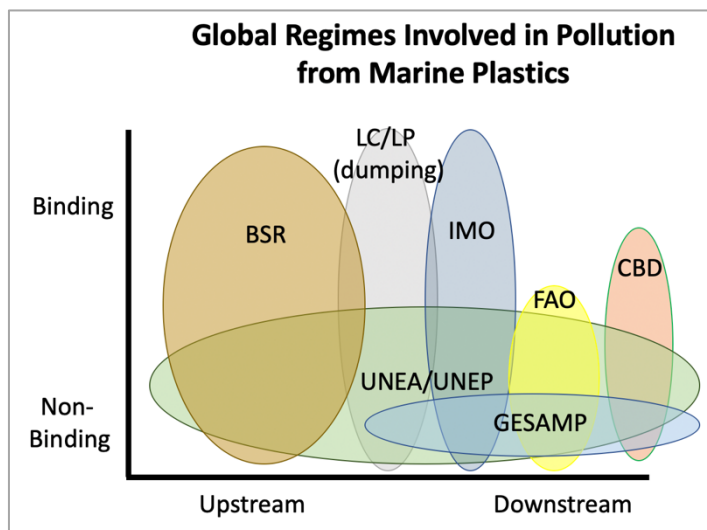 Global Regimes Involved in Pollution
from Marine Plastics
LC/LP
(dumping)
Binding
BSR
IMO
CBD
FAO
UNEA/UNEP
Non-
Binding
GESAMP
Upstream
Downstream